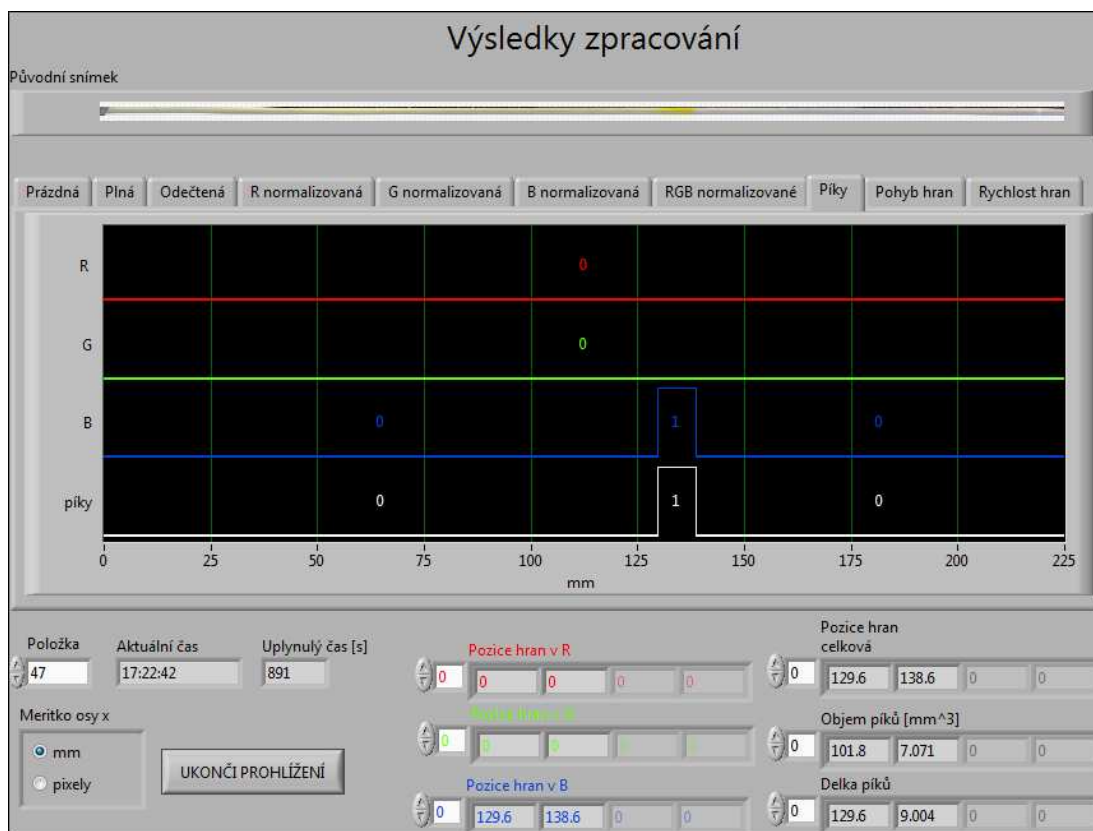 Výsledky zpracování
Původní snímek
Prázdná Plná Odečtená R normalizovaná G normalizovaná B normalizovaná RGB normalizované Píky Pohyb hran Rychlost hran
R 0
G 0
B 0 1 0
píky 0 1 0
0 25 50 75 100 125 150 175 200 225
mm
Položka Aktuální čas Uplynulý čas [s]
47 17:22:42 891
Meritko osy x
mm
pixely
UKONČI PROHLÍŽENÍ
Pozice hran v R
0 0 0 0 0
Pozice hran v G
0 0 0 0 0
Pozice hran v B
0 129.6 138.6 0 0
Pozice hran
celková
0 129.6 138.6 0 0
Objem píků [mm^3]
0 101.8 7.071 0 0
Delka píků
0 129.6 9.004 0 0